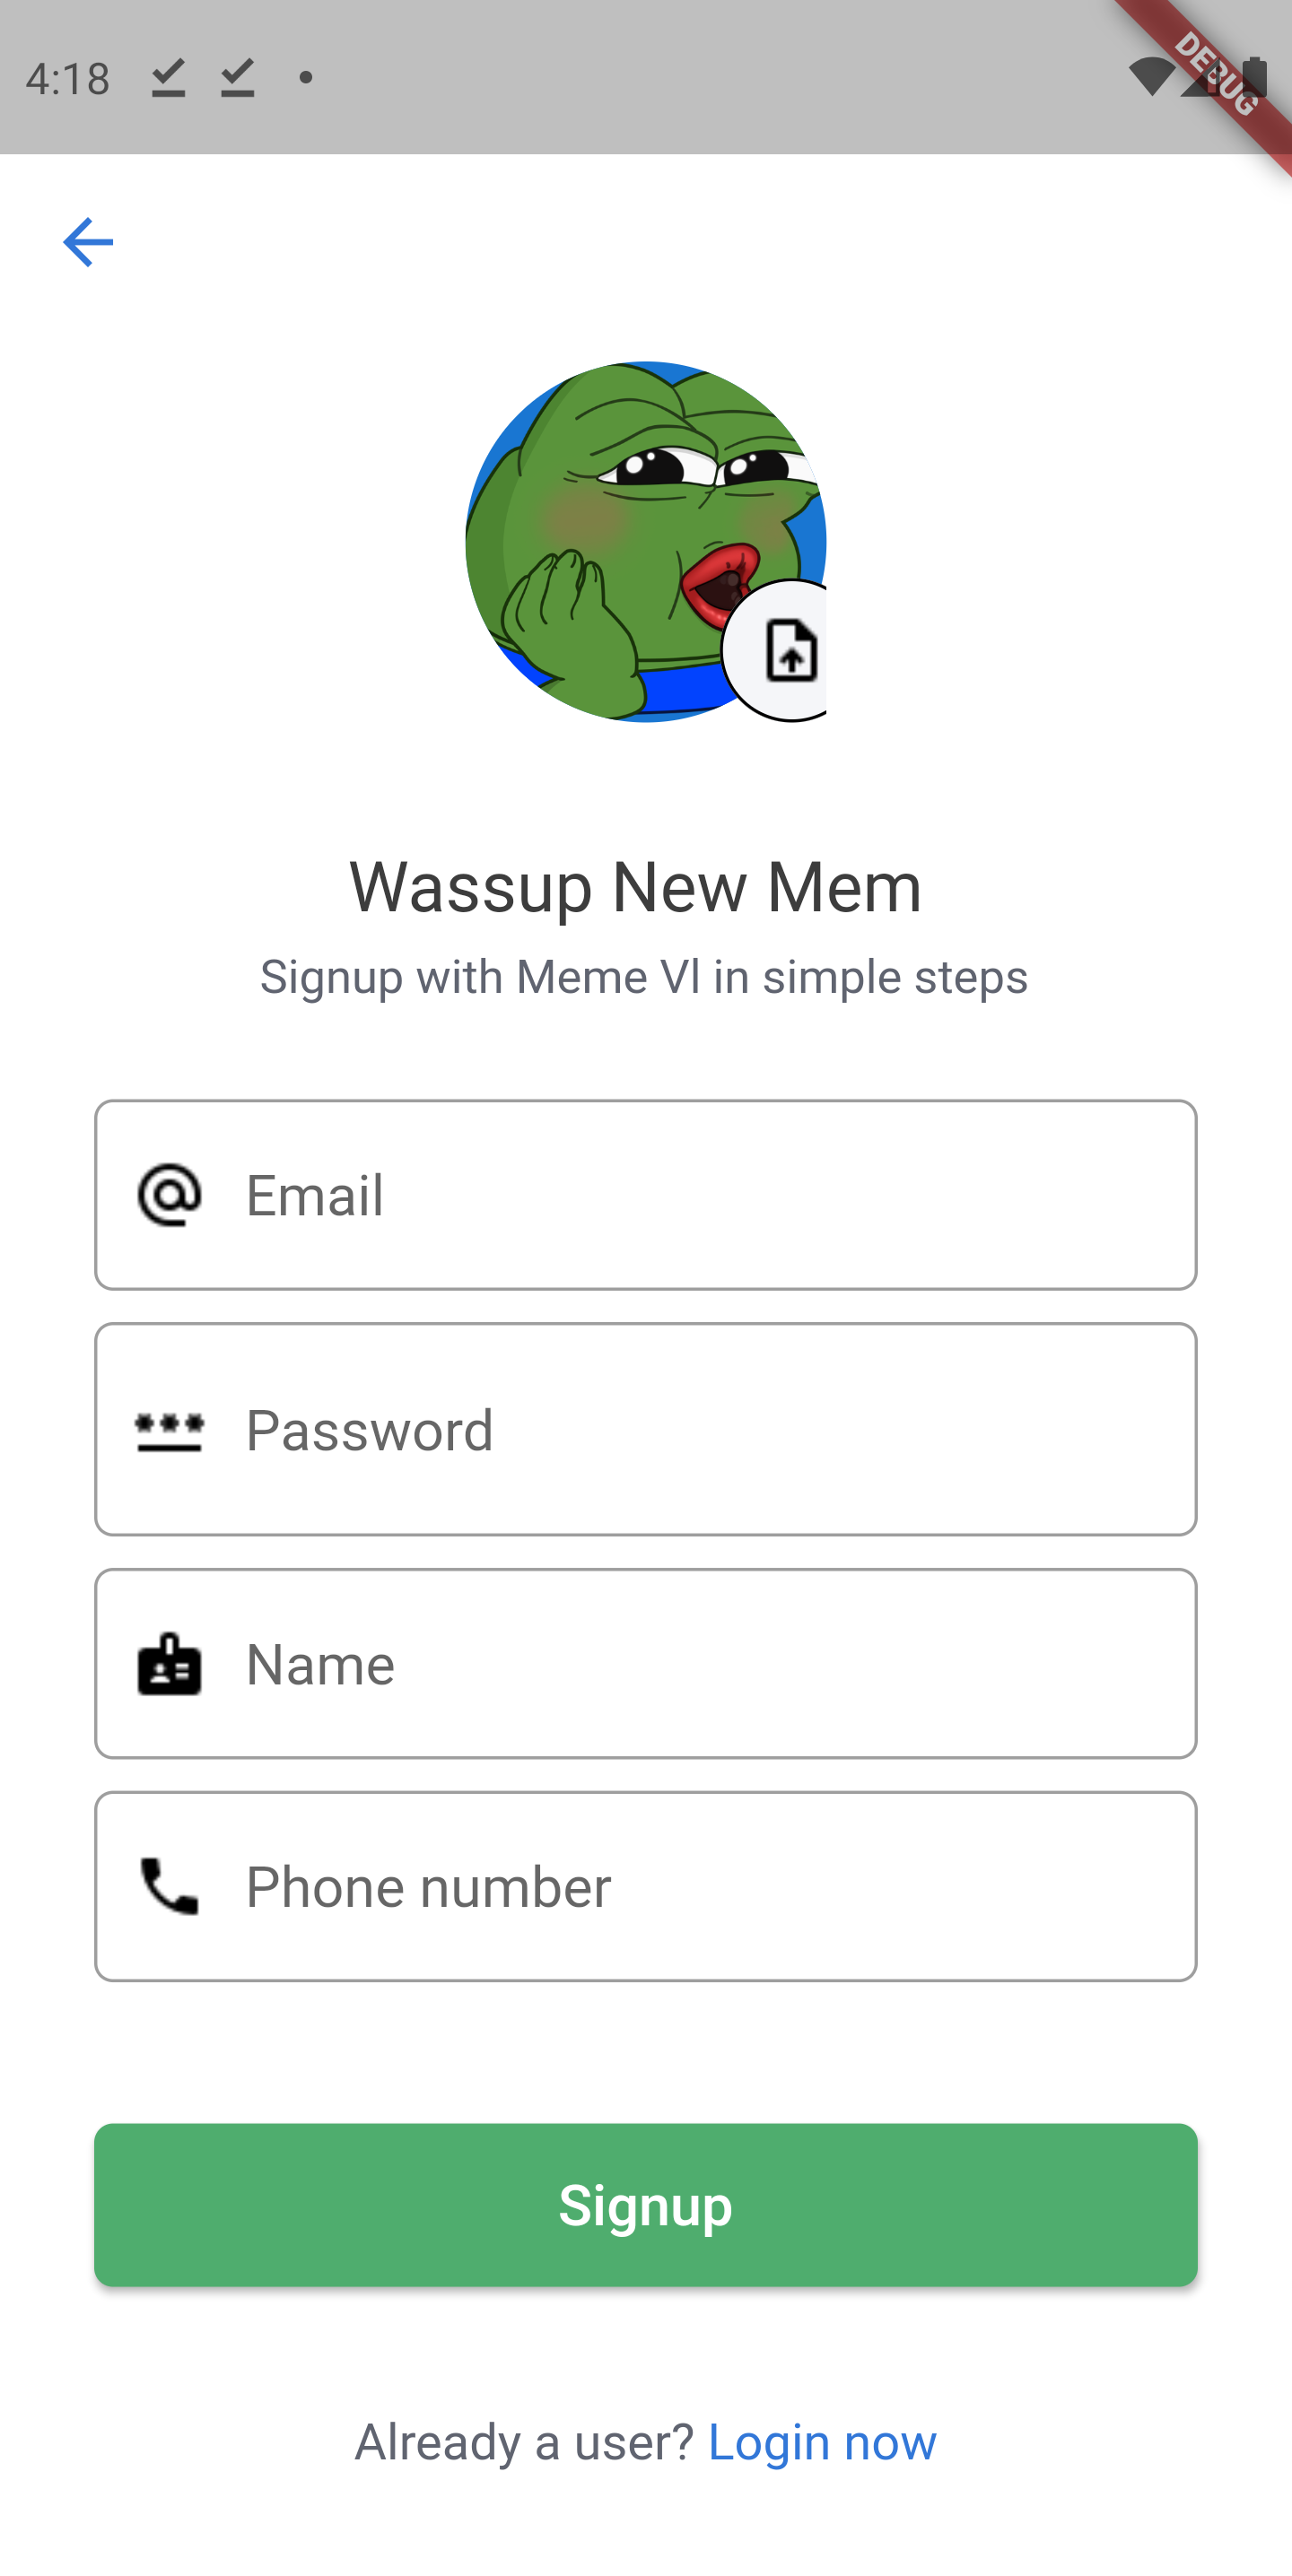 4:18
DEBUG
Wassup New Mem
Signup with Meme Vl in simple steps
Email
Password
Name
Phone number
Signup
Already a user? Login now